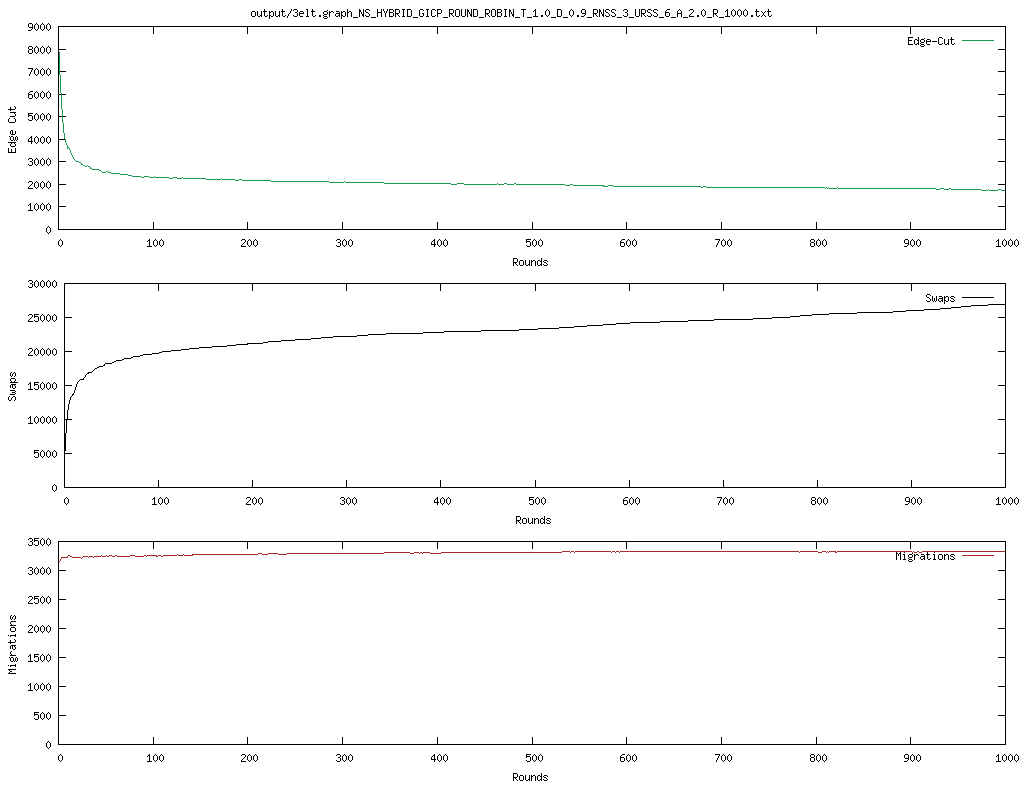 output/3elt.graph_NS_HYBRID_GICP_ROUND_ROBIN_T_1.0_D_0.9_RNSS_3_URSS_6_A_2.0_R_1000.txt
Edge Cut
9000
8000
7000
6000
5000
4000
3000
2000
1000
0
Edge-Cut
0 100 200 300 400 500 600 700 800 900 1000
Rounds
Swaps
30000
25000
20000
15000
10000
5000
0
Swaps
0 100 200 300 400 500 600 700 800 900 1000
Rounds
Migrations
3500
3000
2500
2000
1500
1000
500
0
Migrations
0 100 200 300 400 500 600 700 800 900 1000
Rounds